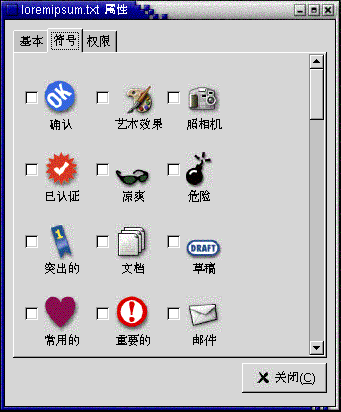 loremipsum.txt 属性
基本 符号 权限
OK
确认 艺术效果 照相机
已认证 凉爽 危险
1
DRAFT
突出的 文档 草稿
常用的 重要的 邮件
关闭(C)